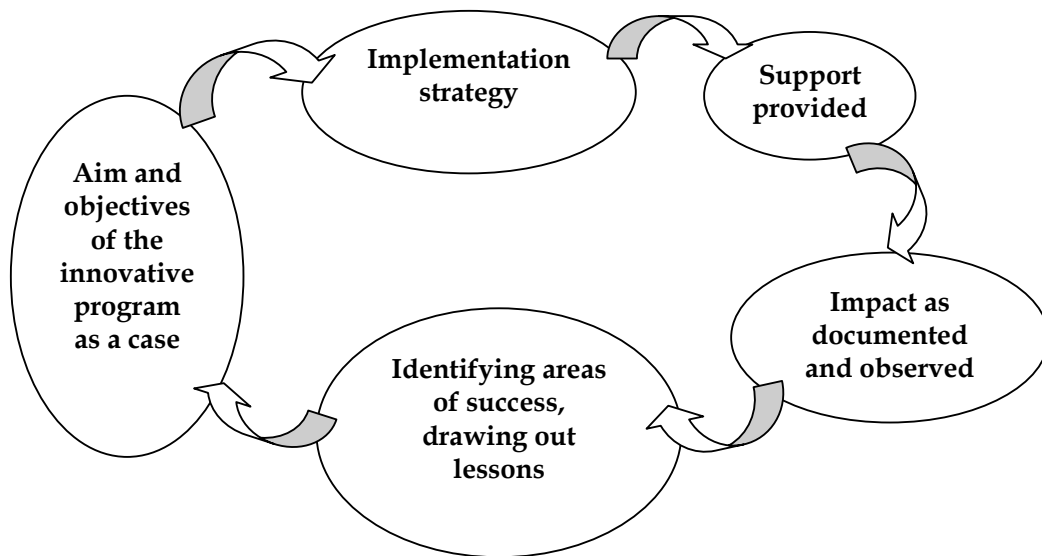 Aim and
objectives
of the
innovative
program
as a case
Implementation
strategy
Support
provided
Impact as
documented
and observed
Identifying areas
of success,
drawing out
lessons